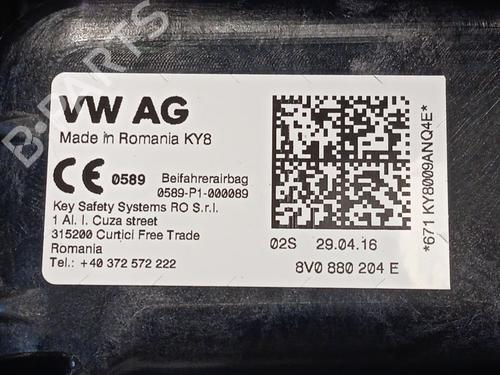 VW AG
Made in Romania KY8
CE 0589 Beifahrerairbag
0589-P1-000089
Key Safety Systems RO S.r.l.
1 Al. I. Cuza street
315200 Curtici Free Trade
Romania
Tel.: +40 372 572 222
02S 29.04.16
8V0 880 204 E
*671 KY8009ANQ4E*
B-PARTS